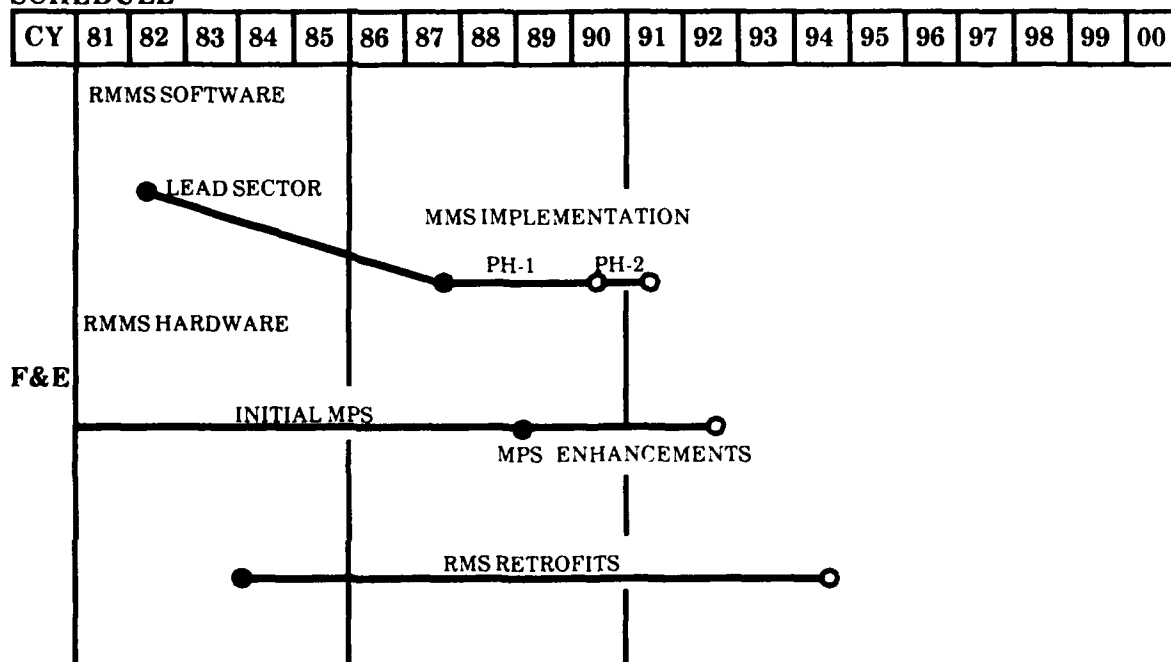 SCHEDULE
CY 81 82 83 84 85 86 87 88 89 90 91 92 93 94 95 96 97 98 99 00
RMMS SOFTWARE
LEAD SECTOR
MMS IMPLEMENTATION
PH-1 PH-2
RMMS HARDWARE
F&E
INITIAL MPS
MPS ENHANCEMENTS
RMS RETROFITS